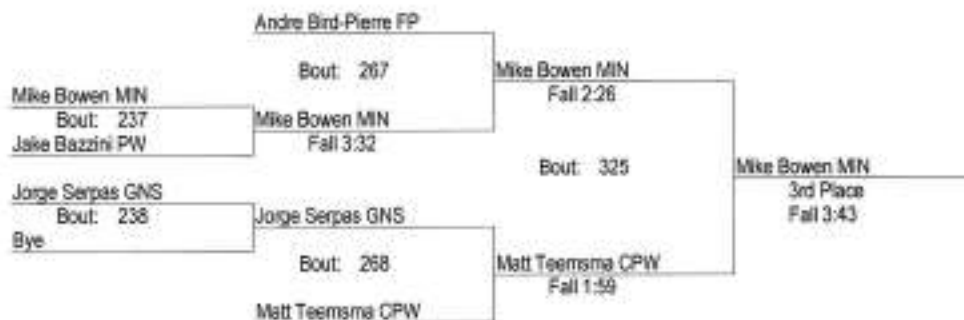 Andre Bird-Pierre FP
Bout: 267
Mike Bowen MIN
Fall 2:26
Mike Bowen MIN
Bout: 237
Jake Bazzini PW
Mike Bowen MIN
Fall 3:32
Bout: 325
Mike Bowen MIN
3rd Place
Fall 3:43
Jorge Serpas GNS
Bout: 238
Bye
Jorge Serpas GNS
Bout: 268
Matt Teemsma CPW
Fall 1:59
Matt Teemsma CPW